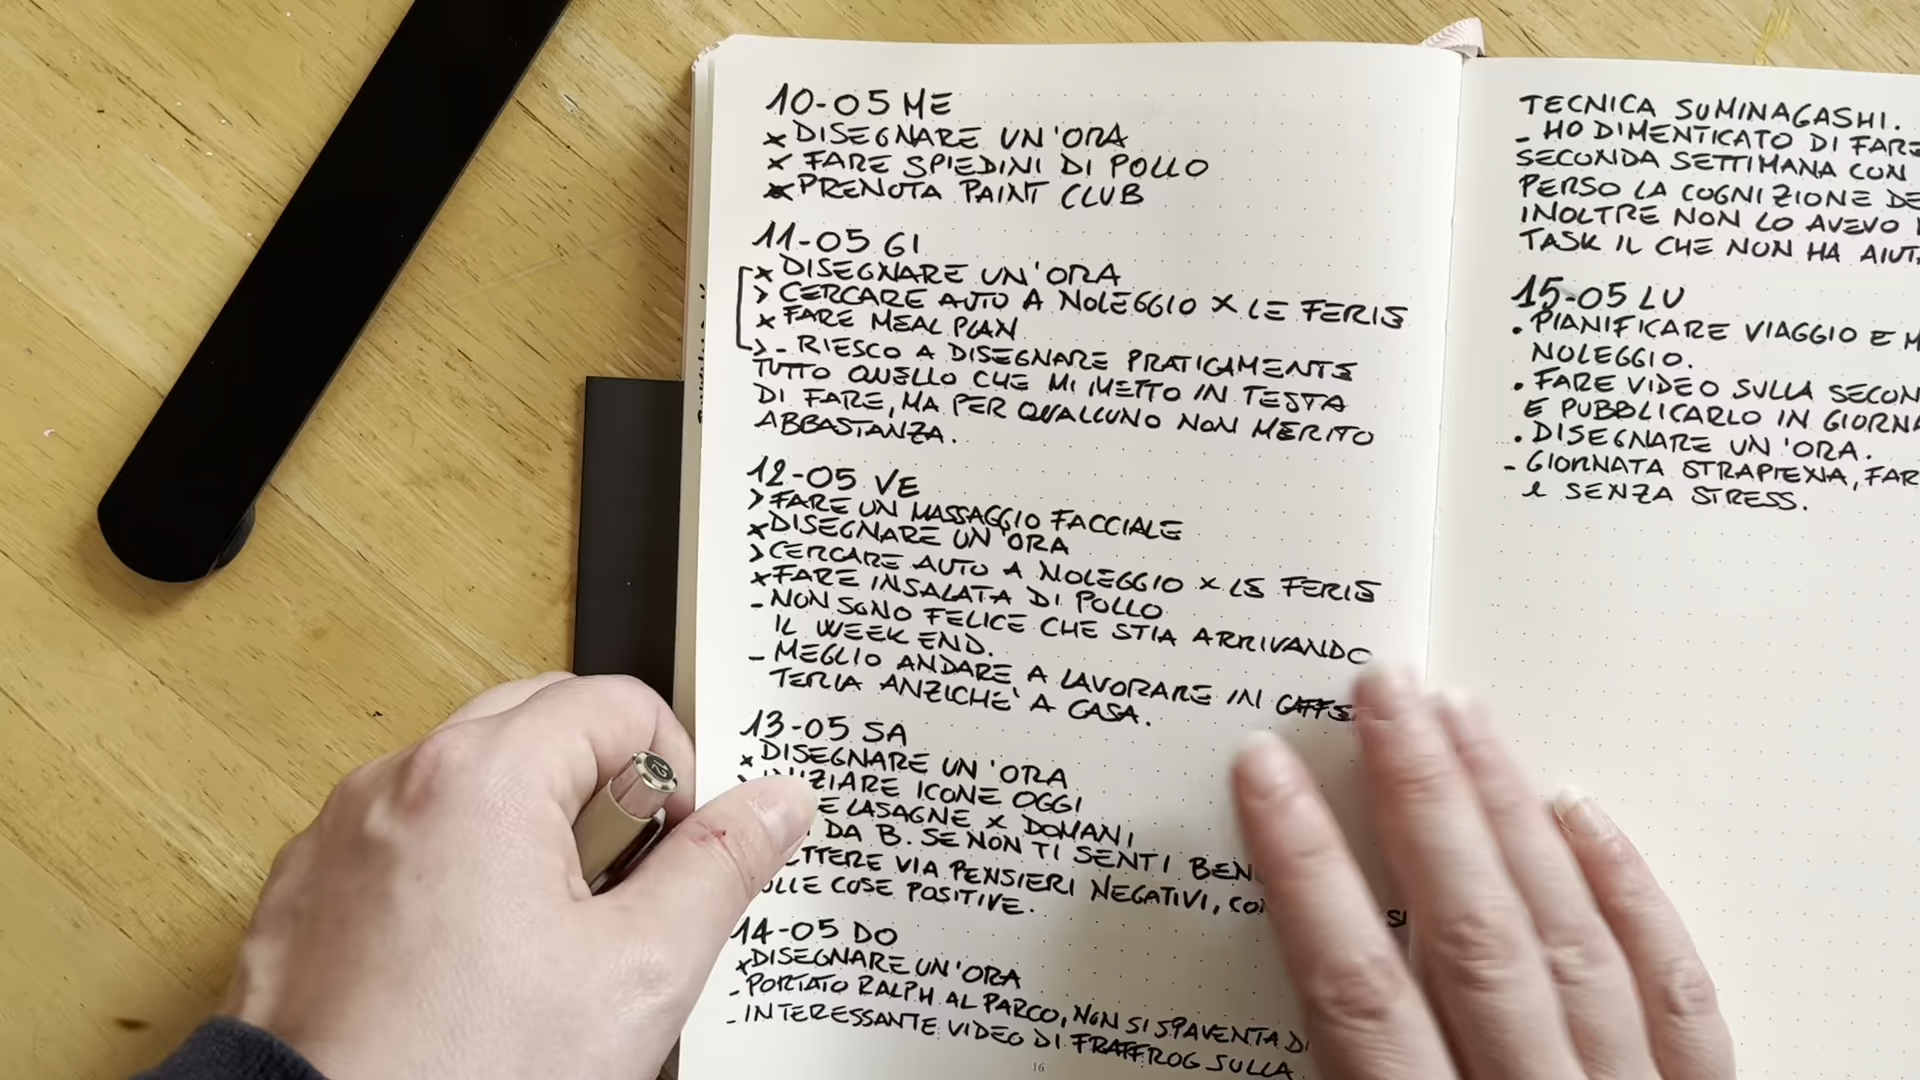 10-05 ME
× DISEGNARE UN'ORA
× FARE SPIEDINI DI POLLO
× PRENOTA PAINT CLUB
11-05 GI
× DISEGNARE UN'ORA
> CERCARE AUTO A NOLEGGIO × LE FERIE
× FARE MEAL PLAN
> - RIESCO A DISEGNARE PRATICAMENTE
TUTTO QUELLO CHE MI METTO IN TESTA
DI FARE, MA PER QUALCUNO NON MERITO
ABBASTANZA.
12-05 VE
> FARE UN MASSAGGIO FACCIALE
× DISEGNARE UN'ORA
> CERCARE AUTO A NOLEGGIO × LE FERIE
× FARE INSALATA DI POLLO
- NON SONO FELICE CHE STIA ARRIVANDO
IL WEEK END.
- MEGLIO ANDARE A LAVORARE IN
TERIA ANZICHE' A CASA.
13-05 SA
× DISEGNARE UN'ORA
INIZIARE ICONE OGGI
LASAGNE × DOMANI
DA B. SE NON TI SENTI
VIA PENSIERI NEGATIVI,
COSE POSITIVE.
14-05 DO
× DISEGNARE UN'ORA
- PORTATO RALPH AL PARCO, NON SI SPAVENTA
- INTERESSANTE VIDEO DI SULLA
16
TECNICA SUMINAGASHI.
- HO DIMENTICATO DI FARE
SECONDA SETTIMANA CON
PERSO LA COGNIZIONE
INOLTRE NON LO AVEVO
TASK IL CHE NON HA
15-05 LU
• PIANIFICARE VIAGGIO E
NOLEGGIO.
• FARE VIDEO SULLA
E PUBBLICARLO IN
• DISEGNARE UN'ORA.
- GIORNATA STRAPIENA,
e SENZA STRESS.